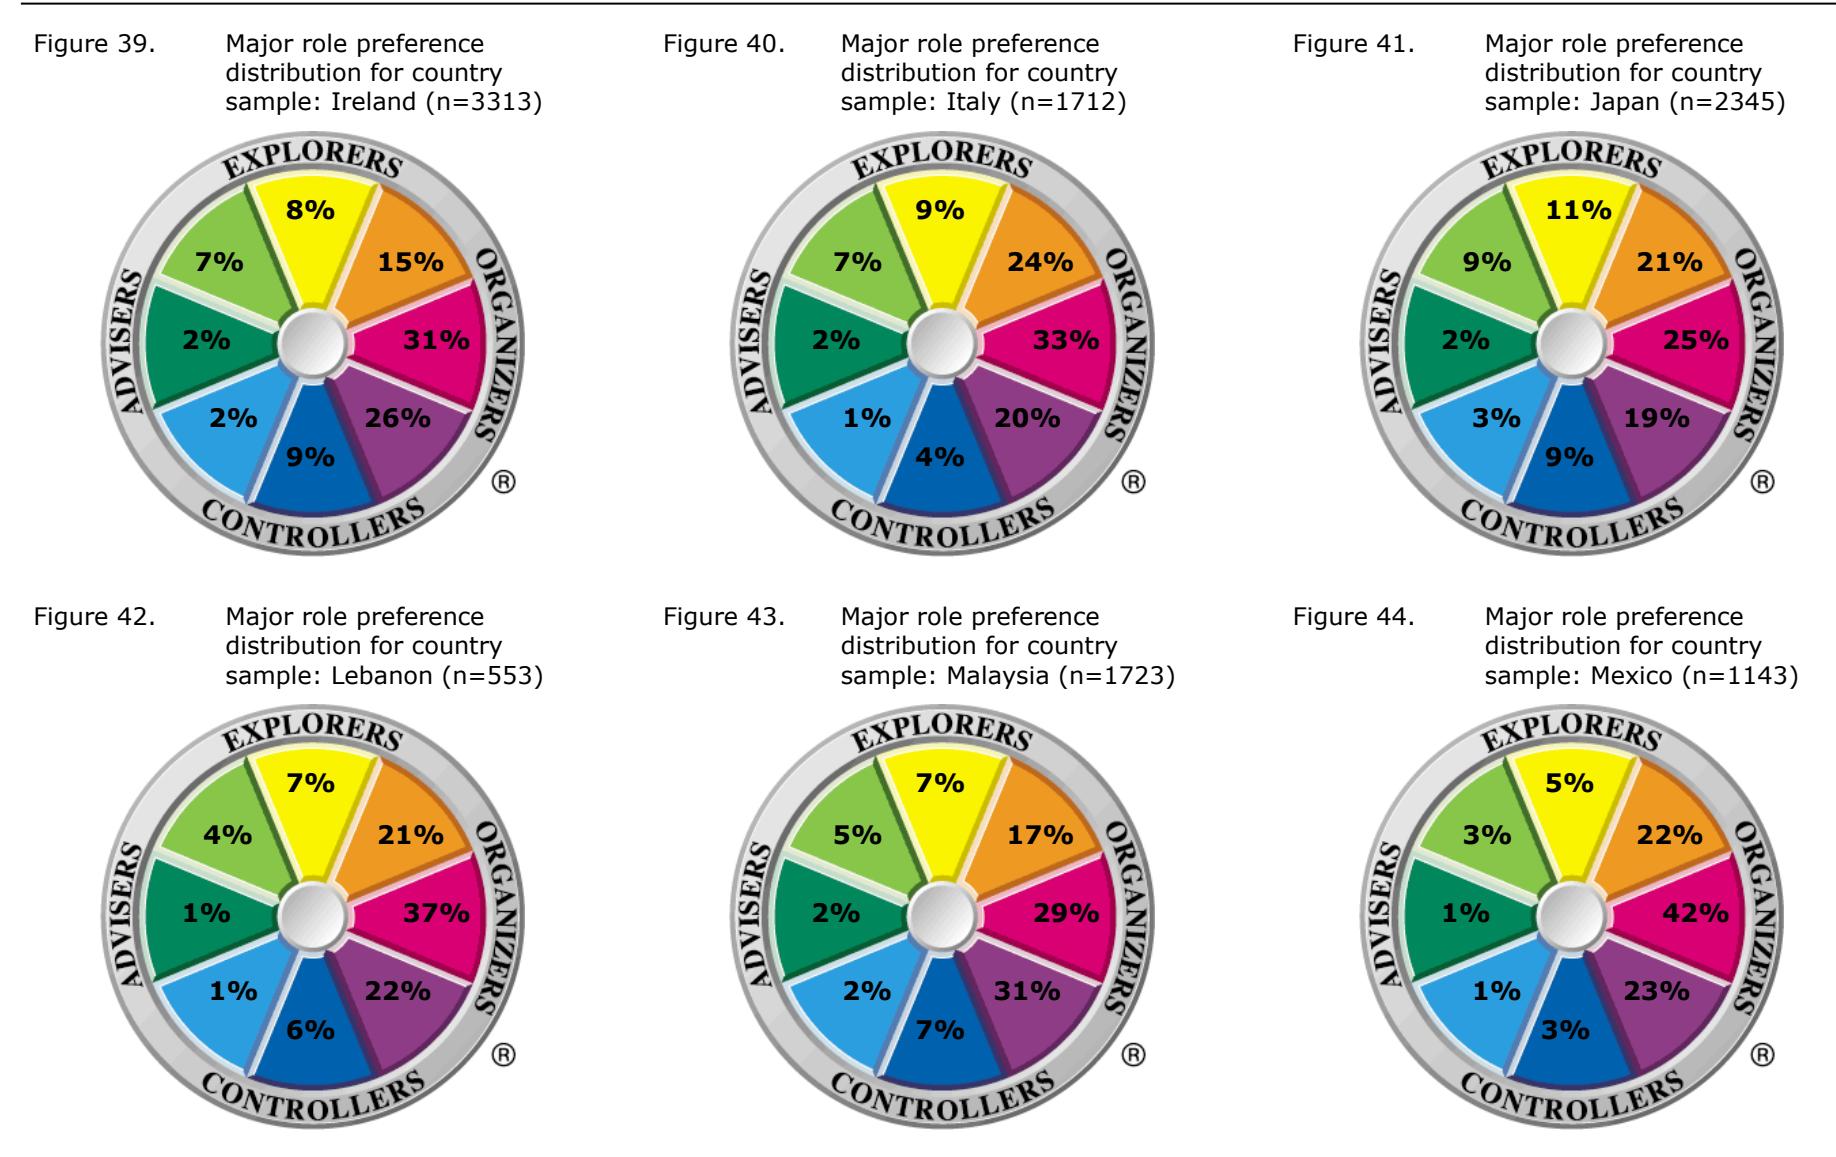 Figure 39.
Major role preference
distribution for country
sample: Ireland (n=3313)
EXPLORERS
ORGANIZERS
CONTROLLERS
ADVISERS
8%
15%
31%
26%
9%
2%
2%
7%
®
Figure 40.
Major role preference
distribution for country
sample: Italy (n=1712)
EXPLORERS
ORGANIZERS
CONTROLLERS
ADVISERS
9%
24%
33%
20%
4%
1%
2%
7%
®
Figure 41.
Major role preference
distribution for country
sample: Japan (n=2345)
EXPLORERS
ORGANIZERS
CONTROLLERS
ADVISERS
11%
21%
25%
19%
9%
3%
2%
9%
®
Figure 42.
Major role preference
distribution for country
sample: Lebanon (n=553)
EXPLORERS
ORGANIZERS
CONTROLLERS
ADVISERS
7%
21%
37%
22%
6%
1%
1%
4%
®
Figure 43.
Major role preference
distribution for country
sample: Malaysia (n=1723)
EXPLORERS
ORGANIZERS
CONTROLLERS
ADVISERS
7%
17%
29%
31%
7%
2%
2%
5%
®
Figure 44.
Major role preference
distribution for country
sample: Mexico (n=1143)
EXPLORERS
ORGANIZERS
CONTROLLERS
ADVISERS
5%
22%
42%
23%
3%
1%
1%
3%
®